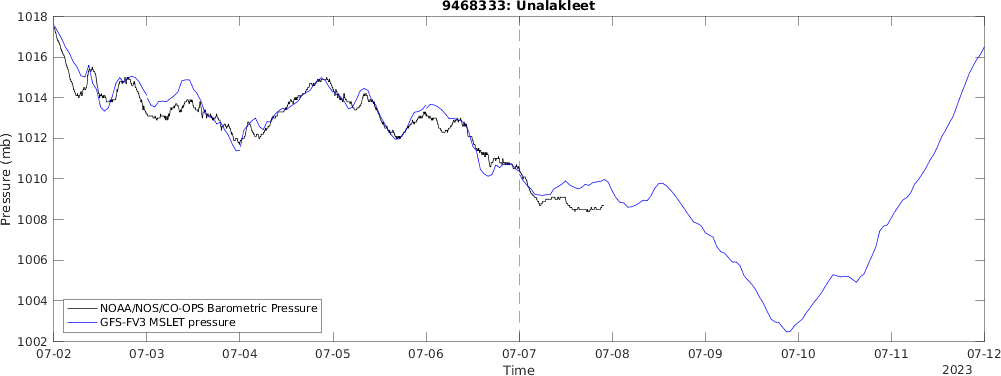 9468333: Unalakleet
Pressure (mb)
1018
1016
1014
1012
1010
1008
1006
1004
1002
NOAA/NOS/CO-OPS Barometric Pressure
GFS-FV3 MSLET pressure
07-02 07-03 07-04 07-05 07-06 07-07 07-08 07-09 07-10 07-11 07-12
Time
2023